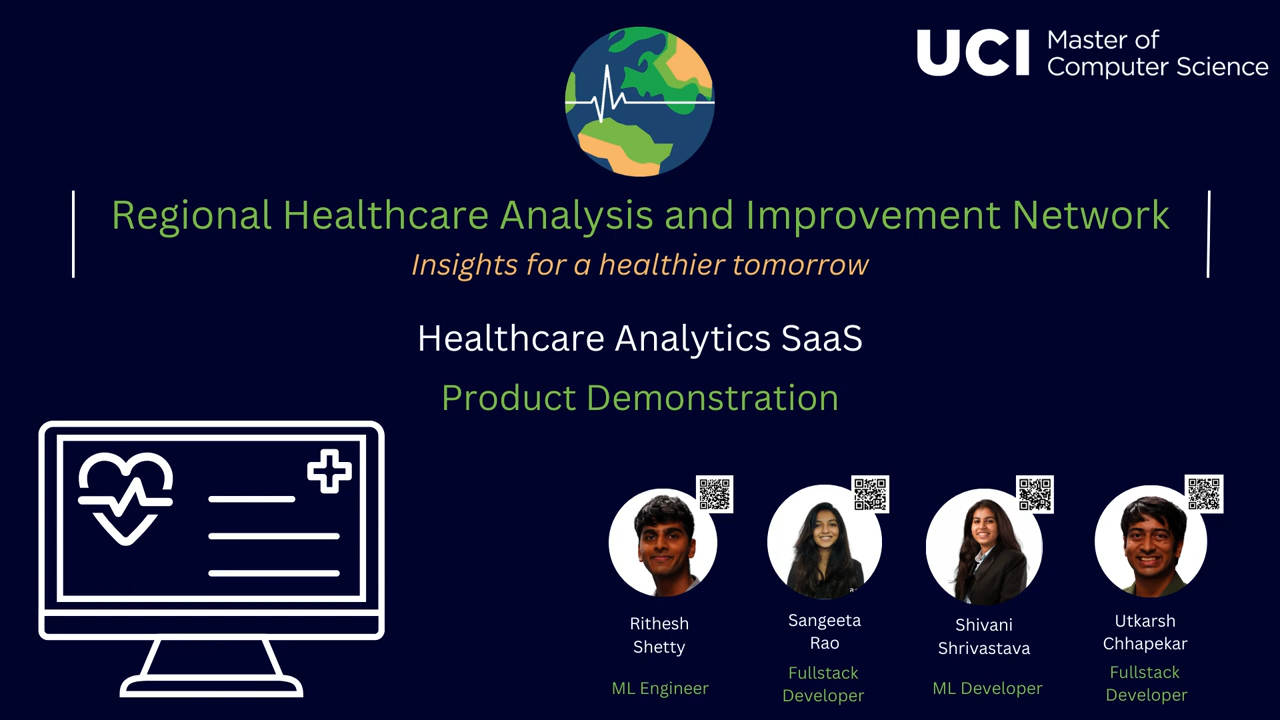 UCI Master of
Computer Science
Regional Healthcare Analysis and Improvement Network
Insights for a healthier tomorrow
Healthcare Analytics SaaS
Product Demonstration
Rithesh
Shetty
ML Engineer
Sangeeta
Rao
Fullstack
Developer
Shivani
Shrivastava
ML Developer
Utkarsh
Chhapekar
Fullstack
Developer